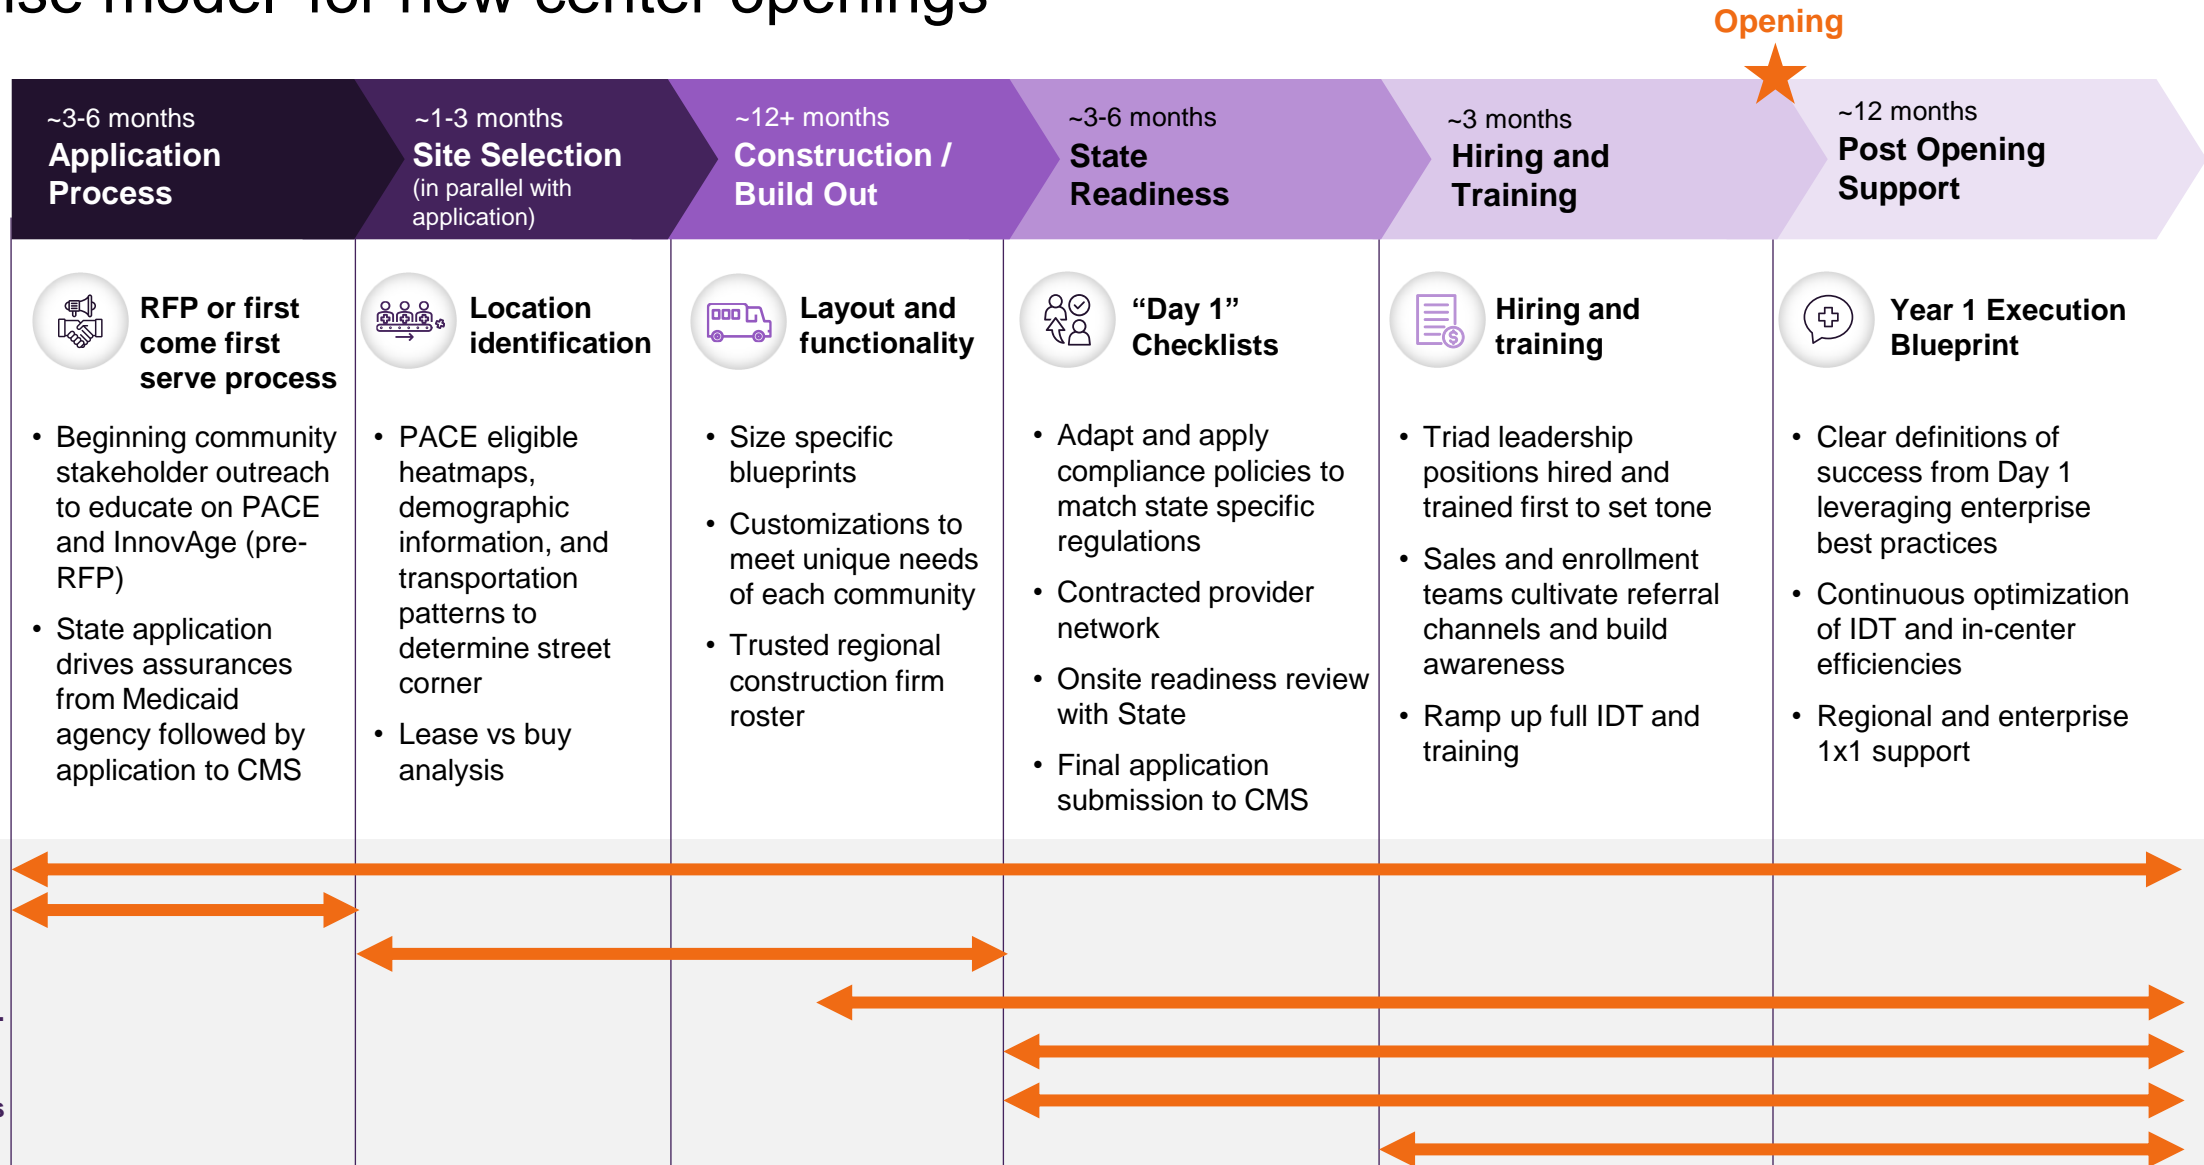 model for new center openings
Opening
~3-6 months
Application
Process
~1-3 months
Site Selection
(in parallel with
application)
~12+ months
Construction /
Build Out
~3-6 months
State
Readiness
~3 months
Hiring and
Training
~12 months
Post Opening
Support
RFP or first
come first
serve process
• Beginning community
stakeholder outreach
to educate on PACE
and InnovAge (pre-
RFP)
• State application
drives assurances
from Medicaid
agency followed by
application to CMS
Location
identification
• PACE eligible
heatmaps,
demographic
information, and
transportation
patterns to
determine street
corner
• Lease vs buy
analysis
Layout and
functionality
• Size specific
blueprints
• Customizations to
meet unique needs
of each community
• Trusted regional
construction firm
roster
“Day 1”
Checklists
• Adapt and apply
compliance policies to
match state specific
regulations
• Contracted provider
network
• Onsite readiness review
with State
• Final application
submission to CMS
Hiring and
training
• Triad leadership
positions hired and
trained first to set tone
• Sales and enrollment
teams cultivate referral
channels and build
awareness
• Ramp up full IDT and
training
Year 1 Execution
Blueprint
• Clear definitions of
success from Day 1
leveraging enterprise
best practices
• Continuous optimization
of IDT and in-center
efficiencies
• Regional and enterprise
1x1 support